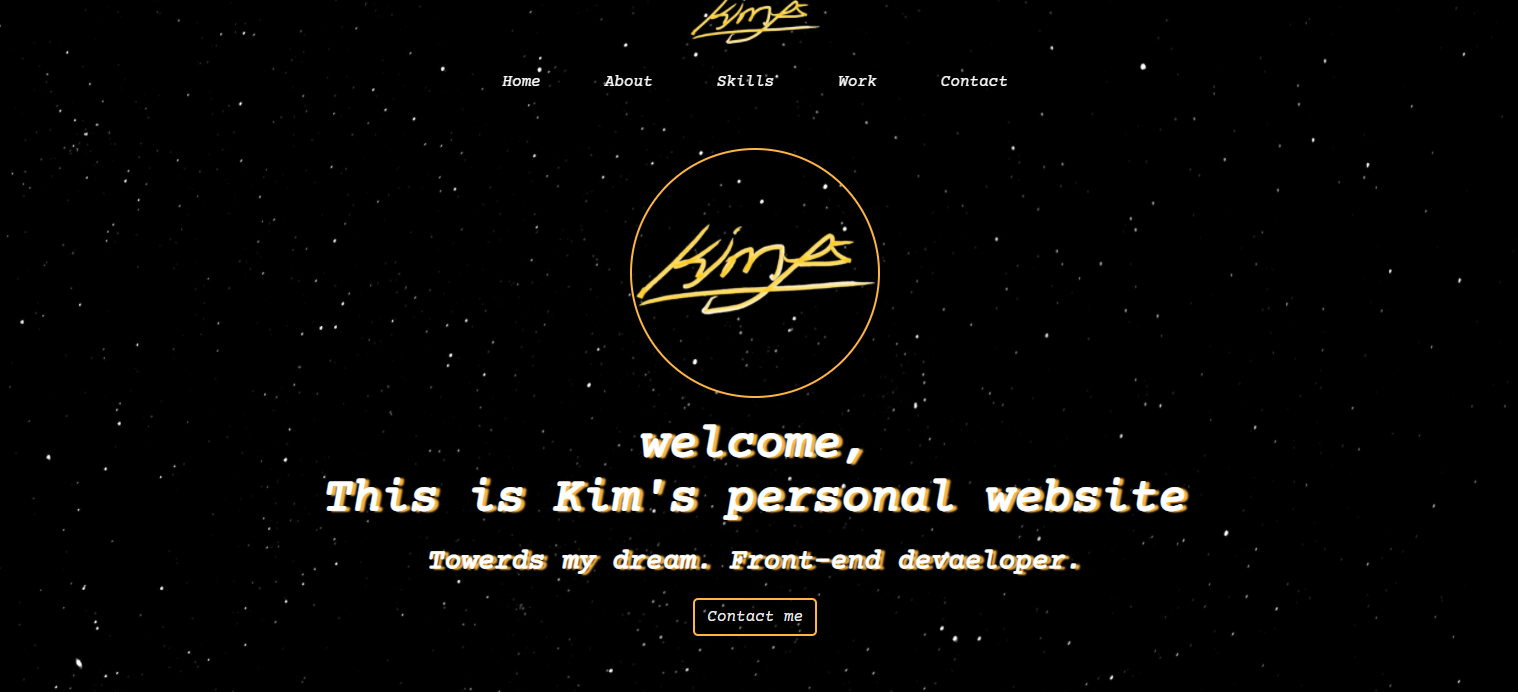 Kim's
Home About Skills Work Contact
Kim's
welcome,
This is Kim's personal website
Towerds my dream. Front-end devaeloper.
Contact me